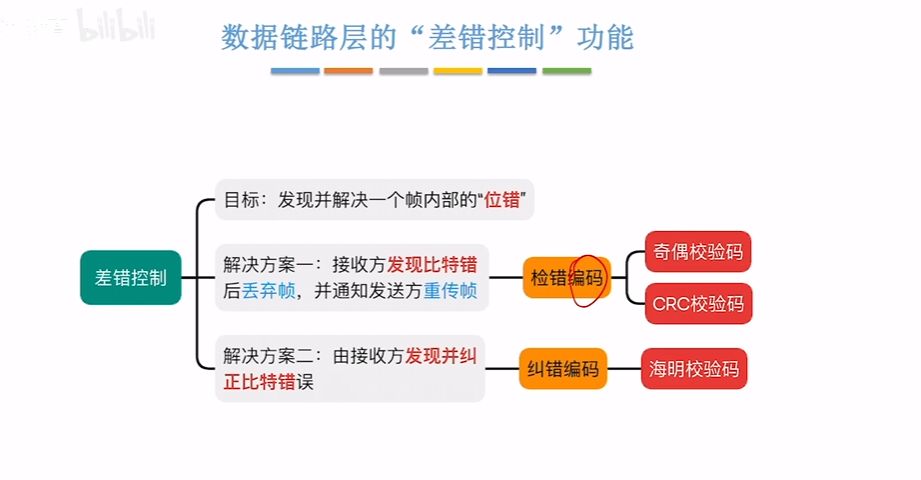 bilibili
数据链路层的“差错控制”功能
目标：发现并解决一个帧内部的“位错”
差错控制
解决方案一：接收方发现比特错
后丢弃帧，并通知发送方重传帧
检错编码
奇偶校验码
CRC校验码
解决方案二：由接收方发现并纠
正比特错误
纠错编码
海明校验码